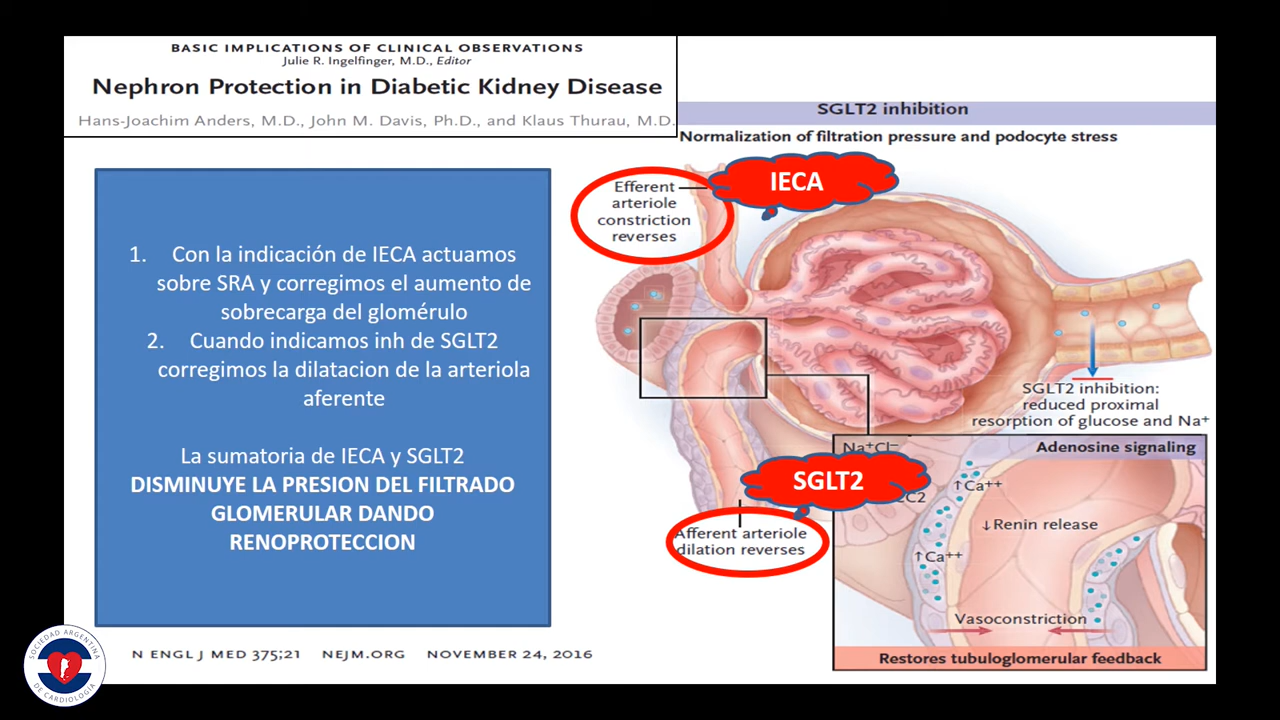 BASIC IMPLICATIONS OF CLINICAL OBSERVATIONS
Julie R. Ingelfinger, M.D., Editor
Nephron Protection in Diabetic Kidney Disease
Hans-Joachim Anders, M.D., John M. Davis, Ph.D., and Klaus Thurau, M.D.
SGLT2 inhibition
Normalization of filtration pressure and podocyte stress
1. Con la indicación de IECA actuamos
sobre SRA y corregimos el aumento de
sobrecarga del glomérulo
2. Cuando indicamos inh de SGLT2
corregimos la dilatacion de la arteriola
aferente
La sumatoria de IECA y SGLT2
DISMINUYE LA PRESION DEL FILTRADO
GLOMERULAR DANDO
RENOPROTECCION
Efferent
arteriole
constriction
reverses
IECA
SGLT2 inhibition:
reduced proximal
resorption of glucose and Na⁺
Na⁺Cl⁻
SGLT2
CC2
Afferent arteriole
dilation reverses
Adenosine signaling
↑Ca⁺⁺
↓Renin release
↑Ca⁺⁺
Vasoconstriction
Restores tubuloglomerular feedback
SOCIEDAD ARGENTINA
DE CARDIOLOGÍA
N ENGL J MED 375;21 NEJM.ORG NOVEMBER 24, 2016